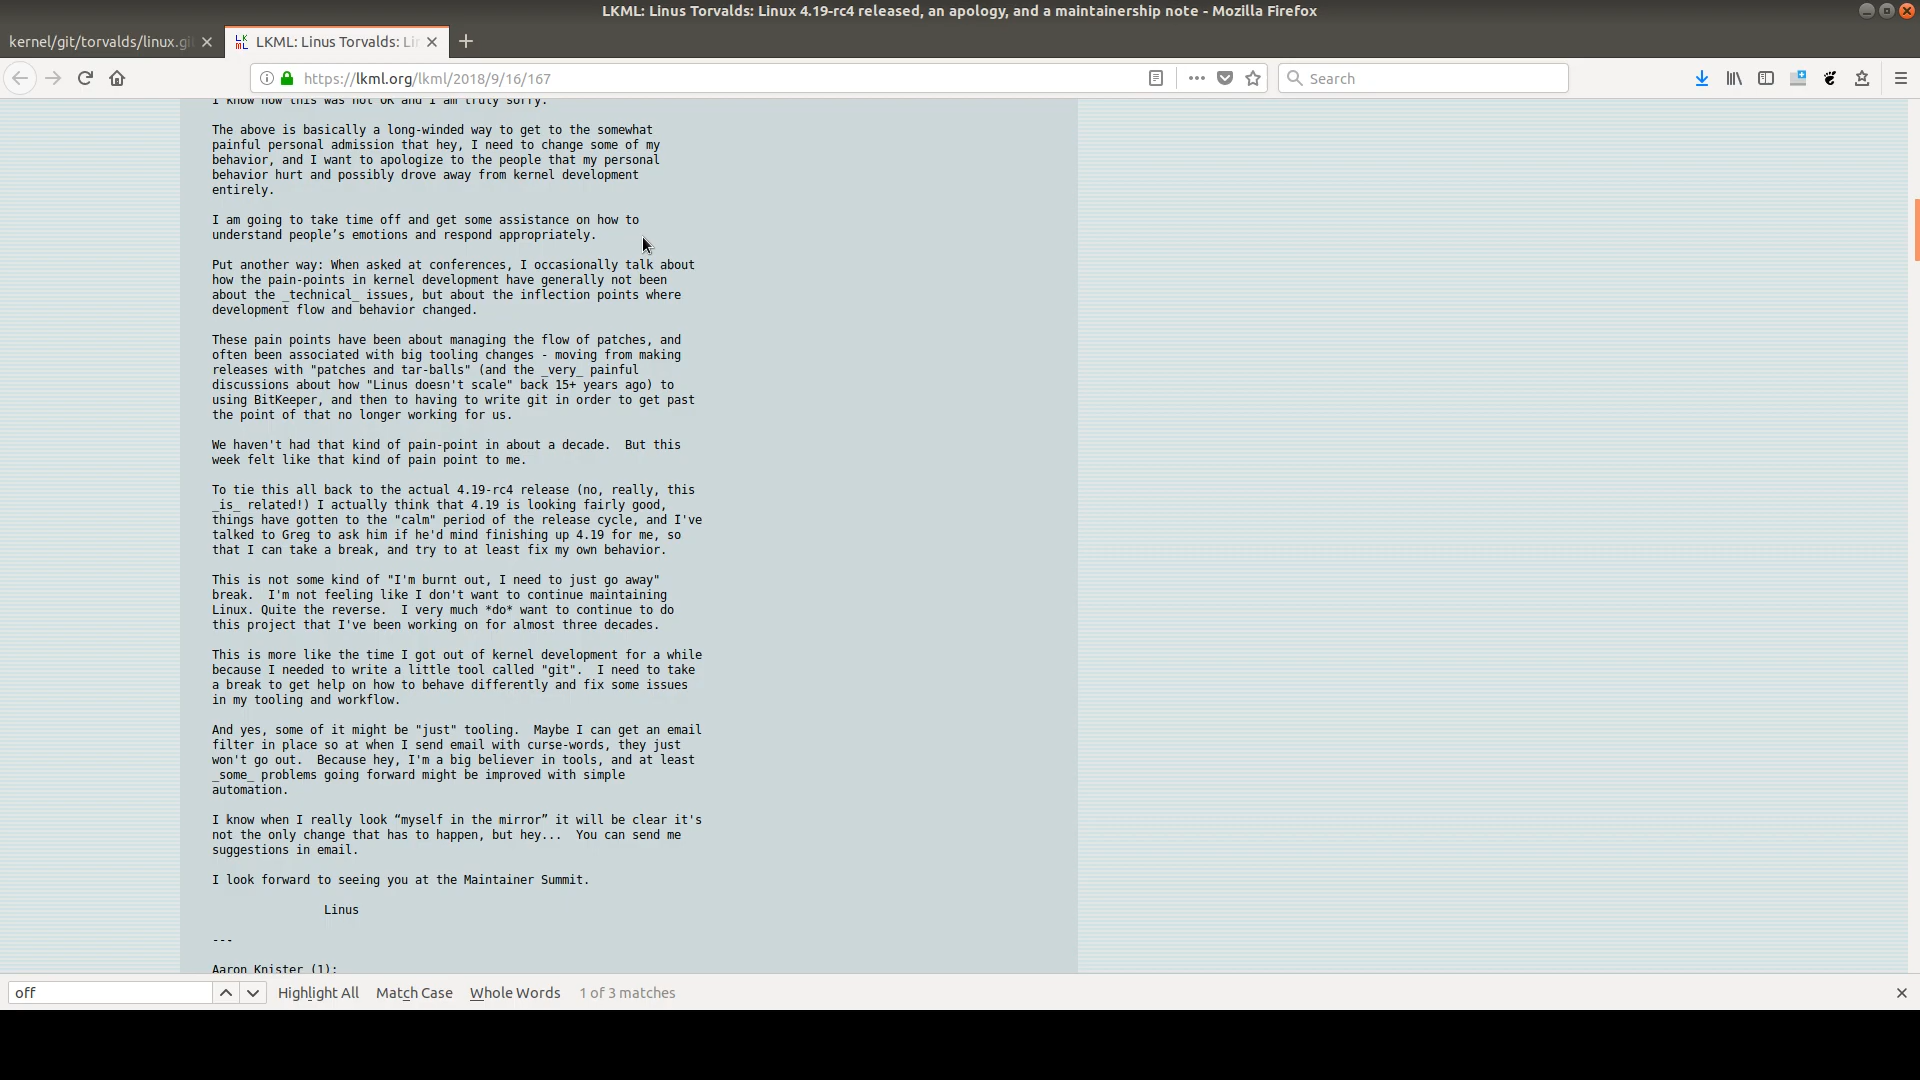 LKML: Linus Torvalds: Linux 4.19-rc4 released, an apology, and a maintainership note - Mozilla Firefox
kernel/git/torvalds/linux.gi
LKML: Linus Torvalds: Li
https://lkml.org/lkml/2018/9/16/167
Search
I know now this was not OK and I am truly sorry.
The above is basically a long-winded way to get to the somewhat
painful personal admission that hey, I need to change some of my
behavior, and I want to apologize to the people that my personal
behavior hurt and possibly drove away from kernel development
entirely.
I am going to take time off and get some assistance on how to
understand people’s emotions and respond appropriately.
Put another way: When asked at conferences, I occasionally talk about
how the pain-points in kernel development have generally not been
about the _technical_ issues, but about the inflection points where
development flow and behavior changed.
These pain points have been about managing the flow of patches, and
often been associated with big tooling changes - moving from making
releases with "patches and tar-balls" (and the _very_ painful
discussions about how "Linus doesn't scale" back 15+ years ago) to
using BitKeeper, and then to having to write git in order to get past
the point of that no longer working for us.
We haven't had that kind of pain-point in about a decade.  But this
week felt like that kind of pain point to me.
To tie this all back to the actual 4.19-rc4 release (no, really, this
_is_ related!) I actually think that 4.19 is looking fairly good,
things have gotten to the "calm" period of the release cycle, and I've
talked to Greg to ask him if he'd mind finishing up 4.19 for me, so
that I can take a break, and try to at least fix my own behavior.
This is not some kind of "I'm burnt out, I need to just go away"
break.  I'm not feeling like I don't want to continue maintaining
Linux. Quite the reverse.  I very much *do* want to continue to do
this project that I've been working on for almost three decades.
This is more like the time I got out of kernel development for a while
because I needed to write a little tool called "git".  I need to take
a break to get help on how to behave differently and fix some issues
in my tooling and workflow.
And yes, some of it might be "just" tooling.  Maybe I can get an email
filter in place so at when I send email with curse-words, they just
won't go out.  Because hey, I'm a big believer in tools, and at least
_some_ problems going forward might be improved with simple
automation.
I know when I really look “myself in the mirror” it will be clear it's
not the only change that has to happen, but hey...  You can send me
suggestions in email.
I look forward to seeing you at the Maintainer Summit.
Linus
---
Aaron Knister (1):
off
Highlight All
Match Case
Whole Words
1 of 3 matches